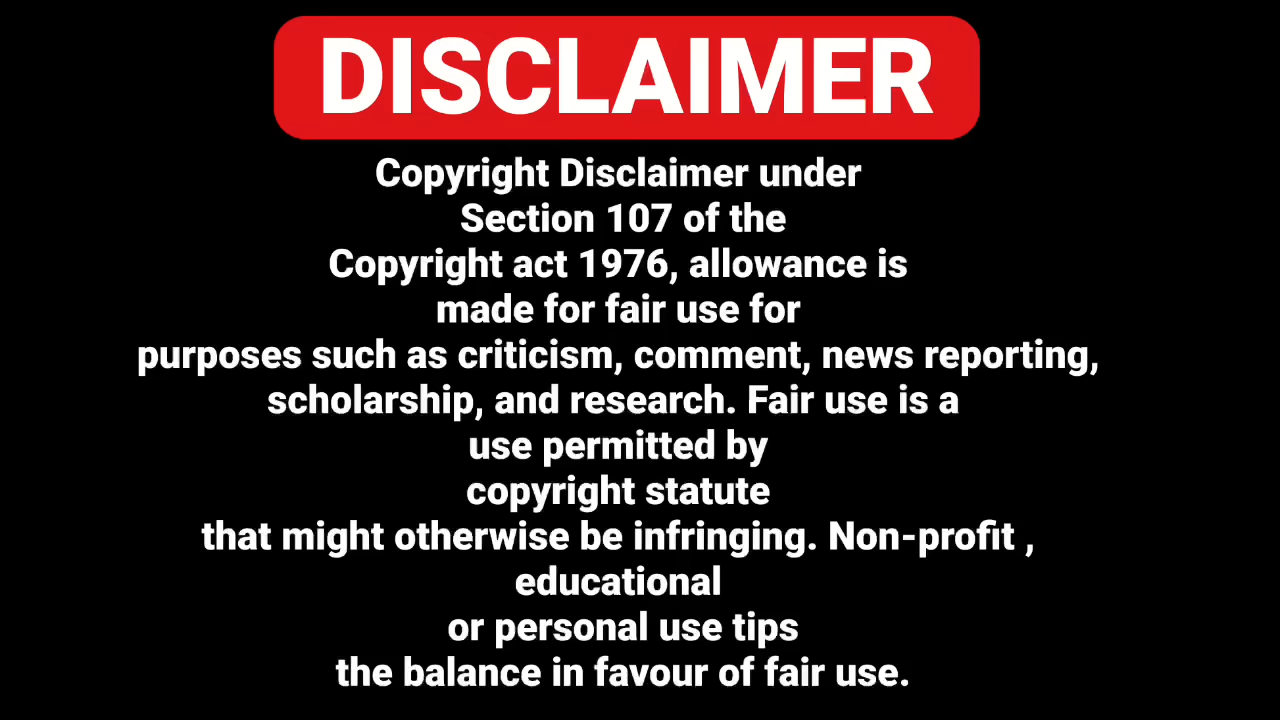 DISCLAIMER
Copyright Disclaimer under
Section 107 of the
Copyright act 1976, allowance is
made for fair use for
purposes such as criticism, comment, news reporting,
scholarship, and research. Fair use is a
use permitted by
copyright statute
that might otherwise be infringing. Non-profit ,
educational
or personal use tips
the balance in favour of fair use.